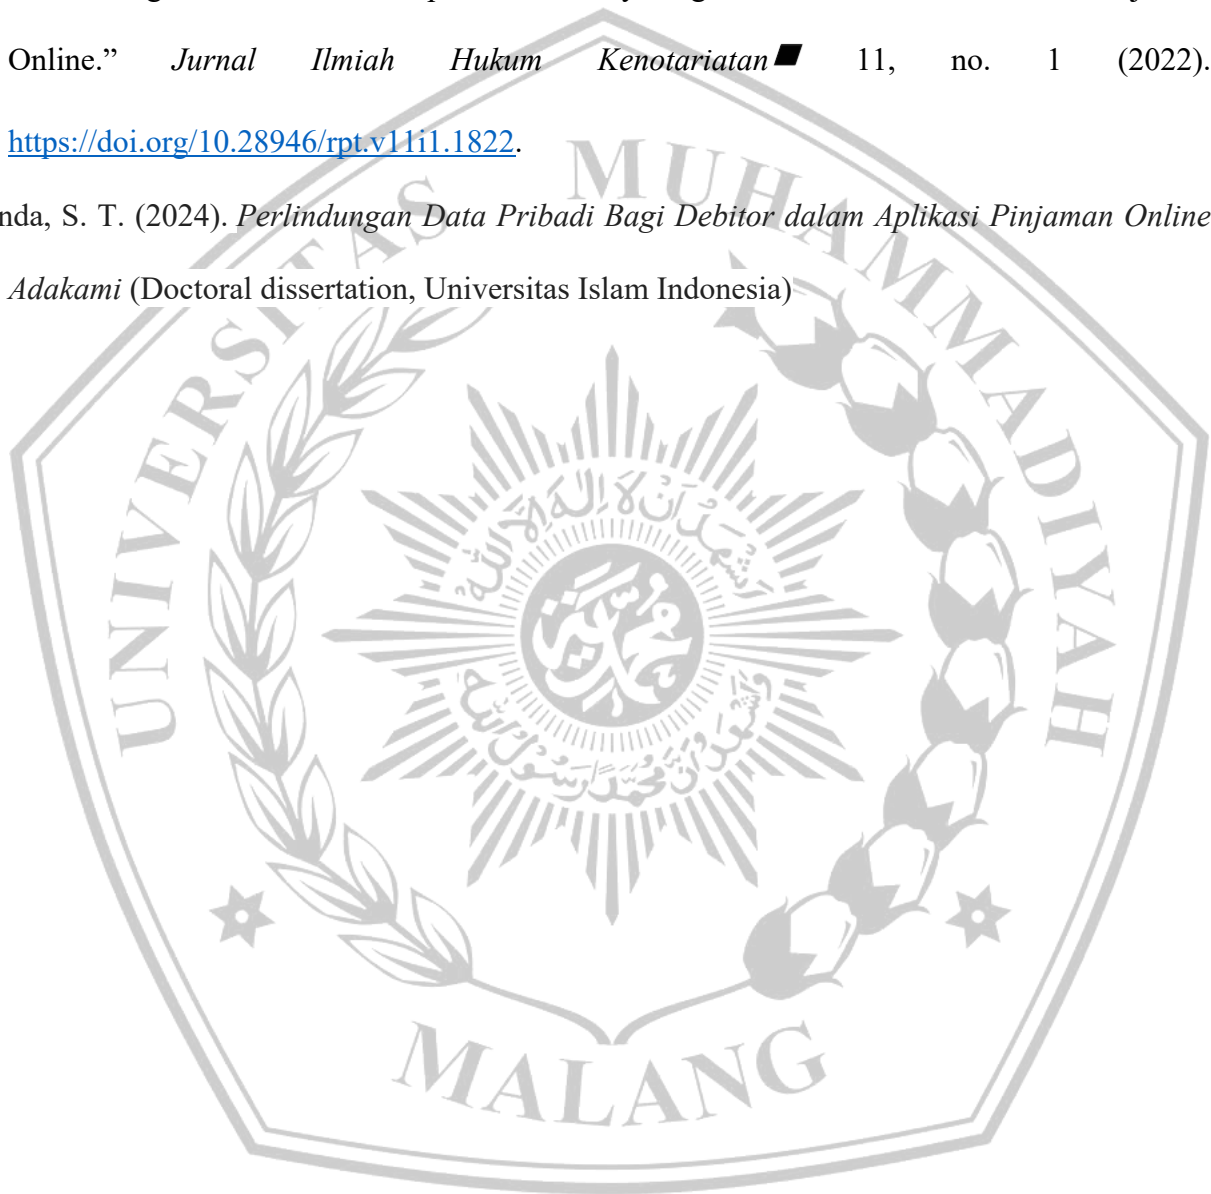 Online.” Jurnal Ilmiah Hukum Kenotariatan 11, no. 1 (2022).
https://doi.org/10.28946/rpt.v11i1.1822.
nda, S. T. (2024). Perlindungan Data Pribadi Bagi Debitor dalam Aplikasi Pinjaman Online
Adakami (Doctoral dissertation, Universitas Islam Indonesia)
UNIVERSITAS MUHAMMADIYAH
MALANG